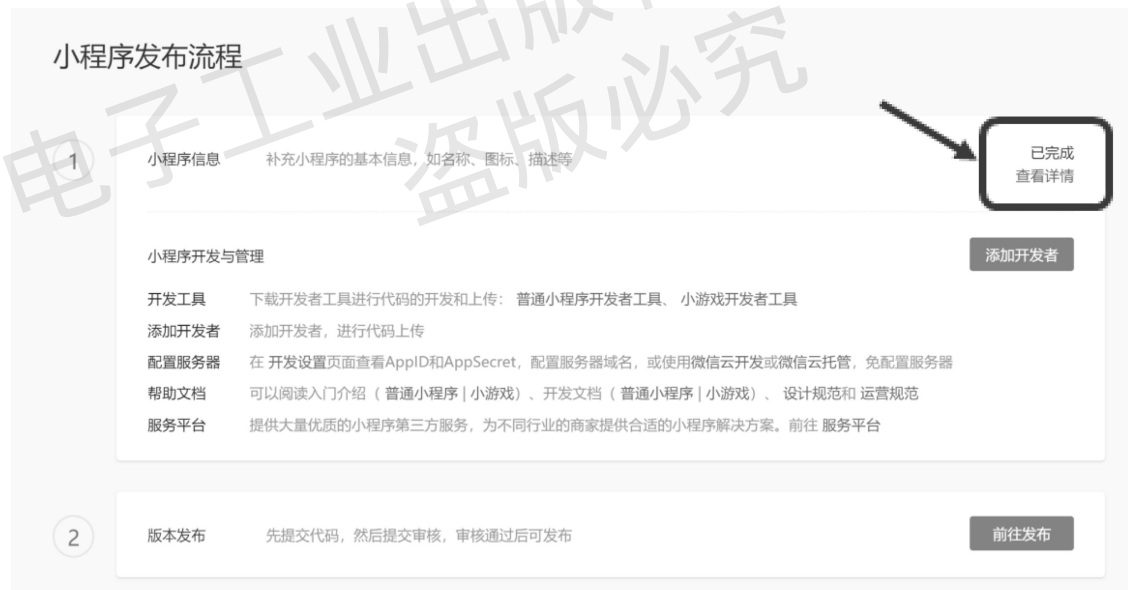 小程序发布流程
1
小程序信息 补充小程序的基本信息，如名称、图标、描述等
已完成
查看详情
小程序开发与管理 添加开发者
开发工具 下载开发者工具进行代码的开发和上传： 普通小程序开发者工具、 小游戏开发者工具
添加开发者 添加开发者，进行代码上传
配置服务器 在 开发设置页面查看AppID和AppSecret，配置服务器域名，或使用微信云开发或微信云托管，免配置服务器
帮助文档 可以阅读入门介绍（ 普通小程序 | 小游戏）、开发文档（ 普通小程序 | 小游戏）、 设计规范和 运营规范
服务平台 提供大量优质的小程序第三方服务，为不同行业的商家提供合适的小程序解决方案。前往 服务平台
2
版本发布 先提交代码，然后提交审核，审核通过后可发布 前往发布
电子工业出版
盗版必究